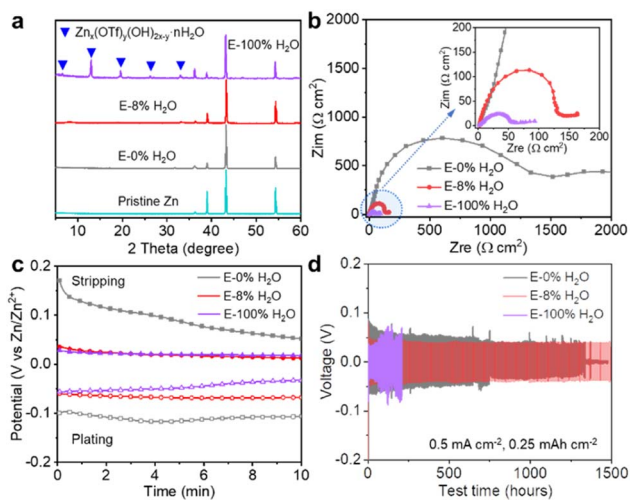 a
▼ Znₓ(OTf)ᵧ(OH)₂ₓ₋ᵧ·nH₂O
E-100% H₂O
E-8% H₂O
E-0% H₂O
Pristine Zn
10 20 30 40 50 60
2 Theta (degree)
b
2000
1500
1000
500
0
Zim (Ω cm²)
200
150
100
50
0
Zim (Ω cm²)
0 50 100 150 200
Zre (Ω cm²)
E-0% H₂O
E-8% H₂O
E-100% H₂O
0 500 1000 1500 2000
Zre (Ω cm²)
c
0.2
0.1
0.0
-0.1
-0.2
Potential (V vs Zn/Zn²⁺)
Stripping
E-0% H₂O
E-8% H₂O
E-100% H₂O
Plating
0 2 4 6 8 10
Time (min)
d
0.2
0.1
0.0
-0.1
-0.2
Voltage (V)
E-0% H₂O
E-8% H₂O
E-100% H₂O
0.5 mA cm⁻², 0.25 mAh cm⁻²
0 500 1000 1500
Test time (hours)